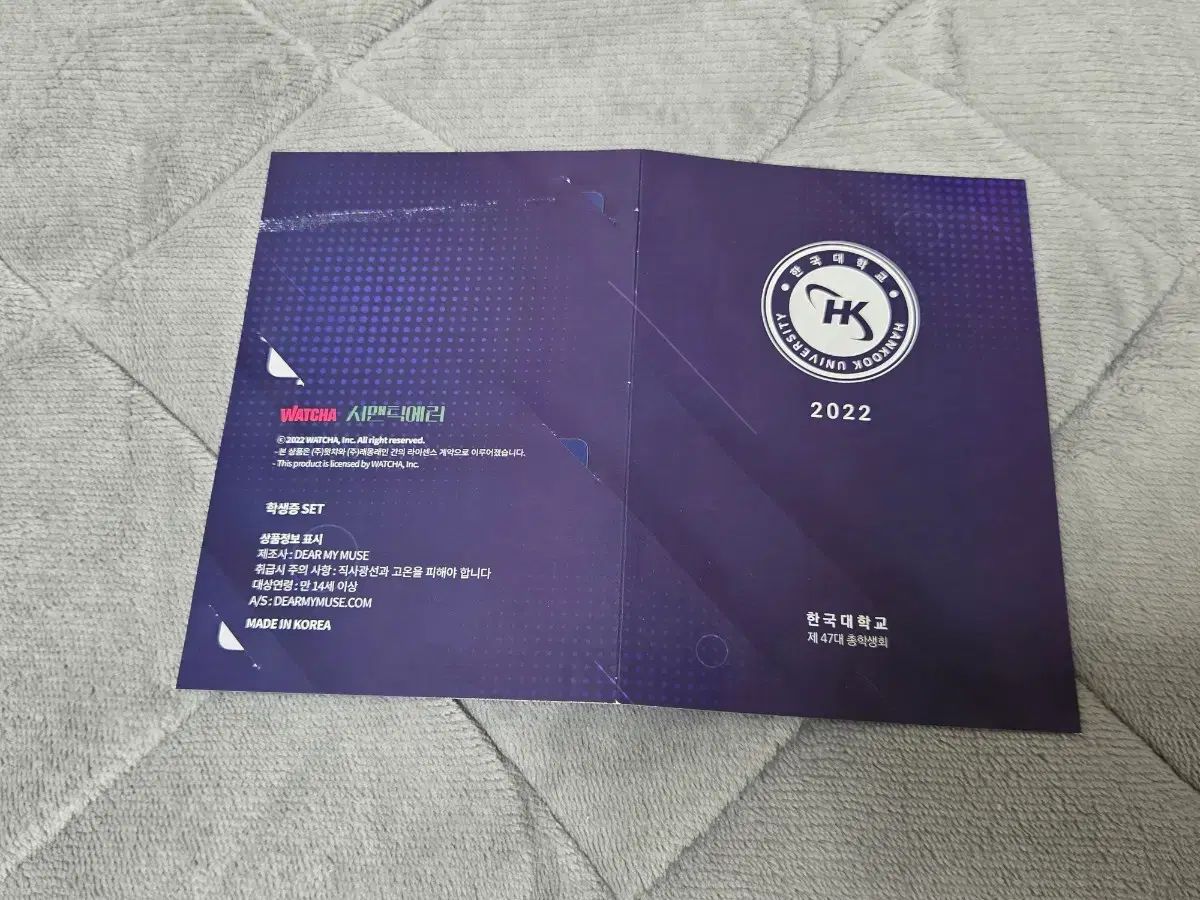 WATCHA 시맨틱에러
ⓒ 2022 WATCHA, Inc. All right reserved.
-본 상품은 (주)왓챠와 (주)래몽래인 간의 라이센스 계약으로 이루어졌습니다.
- This product is licensed by WATCHA, Inc.
학생증 SET
상품정보 표시
제조사 : DEAR MY MUSE
취급시 주의 사항 : 직사광선과 고온을 피해야 합니다
대상연령 : 만 14세 이상
A/S : DEARMYMUSE.COM
MADE IN KOREA
한국대학교
HK
HANKOOK UNIVERSITY
2022
한국대학교
제 47대 총학생회